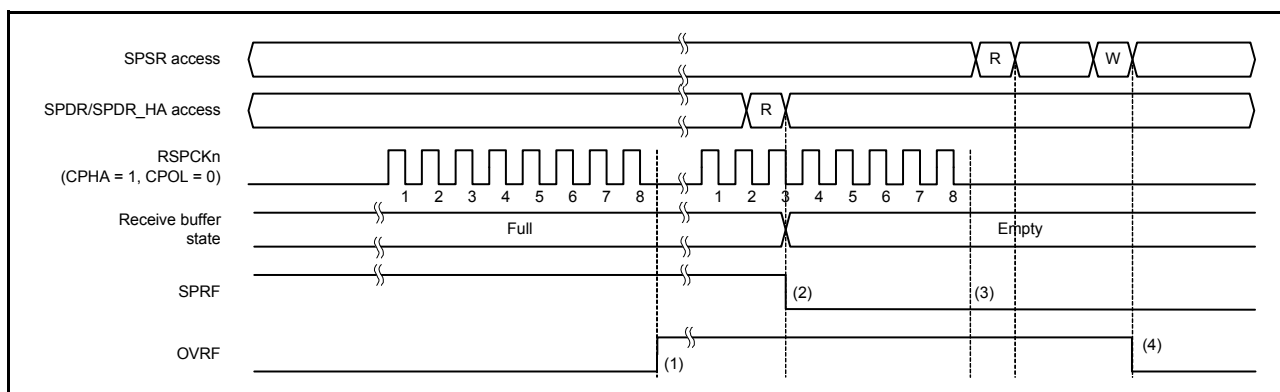 SPSR access
R
W
SPDR/SPDR_HA access
R
RSPCKn
(CPHA = 1, CPOL = 0)
1 2 3 4 5 6 7 8
1 2 3 4 5 6 7 8
Receive buffer
state
Full
Empty
SPRF
(2)
(3)
OVRF
(1)
(4)